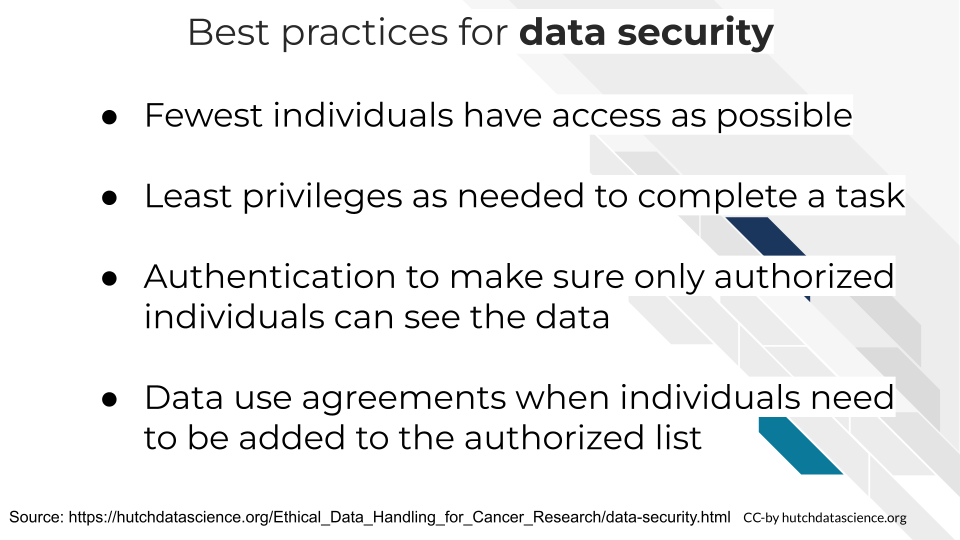 Best practices for data security
● Fewest individuals have access as possible
● Least privileges as needed to complete a task
● Authentication to make sure only authorized
individuals can see the data
● Data use agreements when individuals need
to be added to the authorized list
Source: https://hutchdatascience.org/Ethical_Data_Handling_for_Cancer_Research/data-security.html CC-by hutchdatascience.org